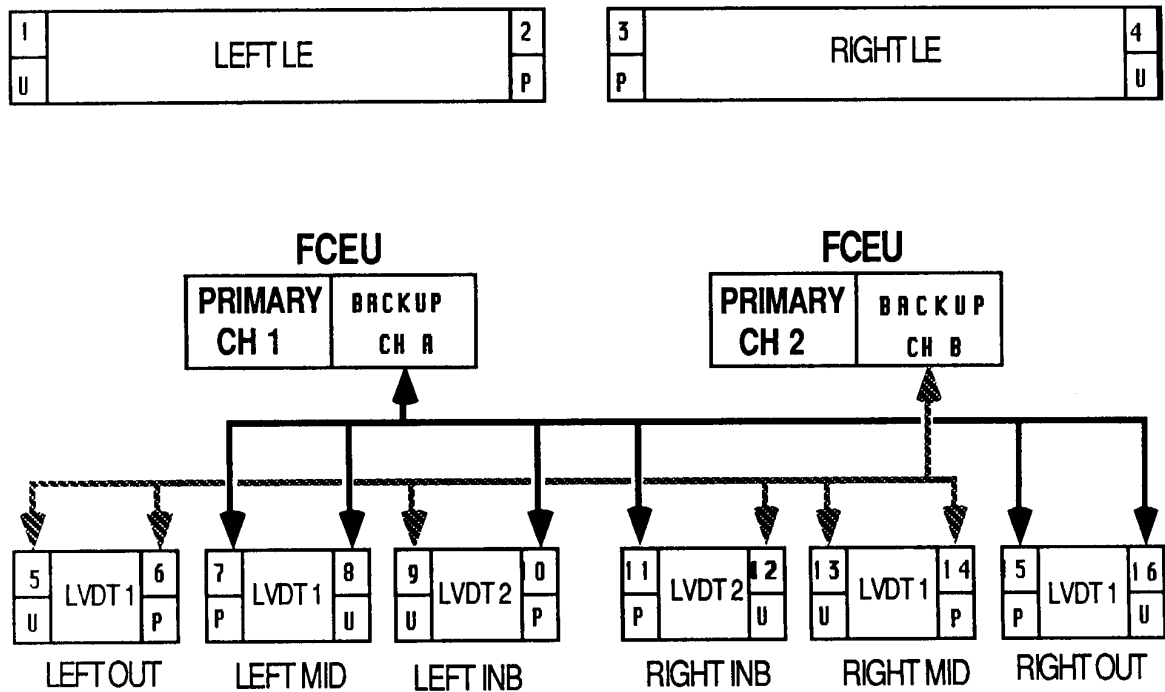 1 LEFT LE 2
U P
3 RIGHT LE 4
P U
FCEU
PRIMARY CH 1
BACKUP CH A
FCEU
PRIMARY CH 2
BACKUP CH B
5 LVDT 1 6
U P
LEFT OUT
7 LVDT 1 8
P U
LEFT MID
9 LVDT 2 10
U P
LEFT INB
11 LVDT 2 12
P U
RIGHT INB
13 LVDT 1 14
U P
RIGHT MID
15 LVDT 1 16
P U
RIGHT OUT